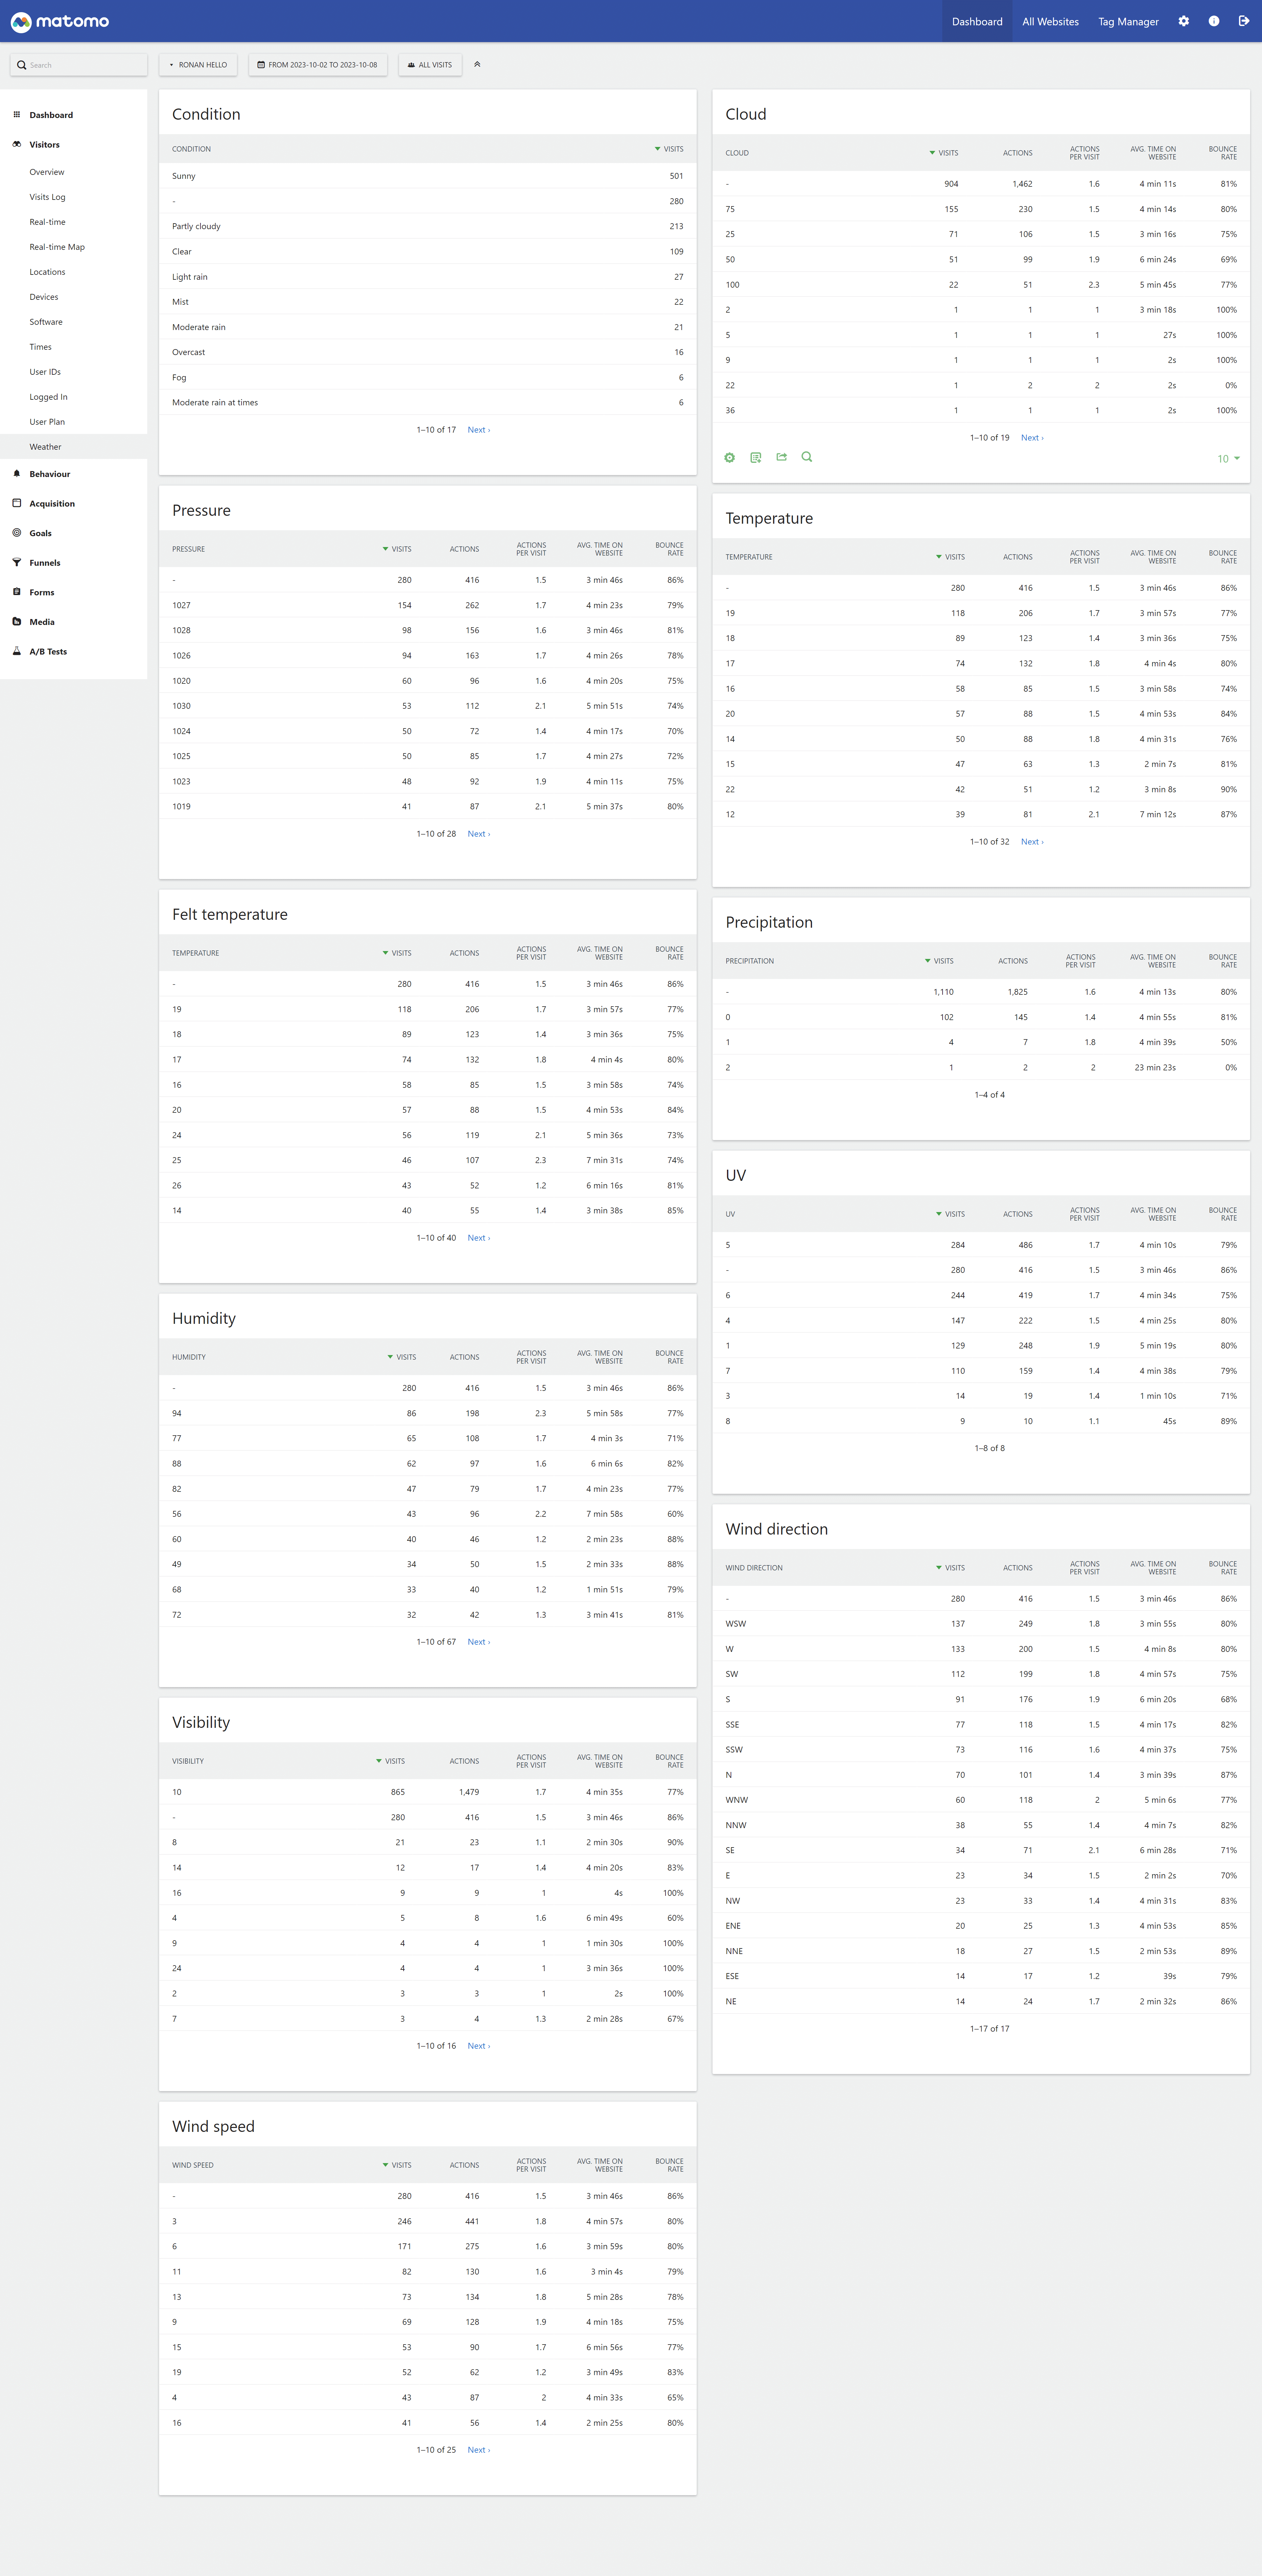 matomo
Dashboard All Websites Tag Manager
Search
RONAN HELLO FROM 2023-10-02 TO 2023-10-08 ALL VISITS
Dashboard
Visitors
Overview
Visits Log
Real-time
Real-time Map
Locations
Devices
Software
Times
User IDs
Logged In
User Plan
Weather
Behaviour
Acquisition
Goals
Funnels
Forms
Media
A/B Tests
Condition
CONDITION VISITS
Sunny 501
- 280
Partly cloudy 213
Clear 109
Light rain 27
Mist 22
Moderate rain 21
Overcast 16
Fog 6
Moderate rain at times 6
1–10 of 17 Next ›
Pressure
PRESSURE VISITS ACTIONS ACTIONS PER VISIT AVG. TIME ON WEBSITE BOUNCE RATE
- 280 416 1.5 3 min 46s 86%
1027 154 262 1.7 4 min 23s 79%
1028 98 156 1.6 3 min 46s 81%
1026 94 163 1.7 4 min 26s 78%
1020 60 96 1.6 4 min 20s 75%
1030 53 112 2.1 5 min 51s 74%
1024 50 72 1.4 4 min 17s 70%
1025 50 85 1.7 4 min 27s 72%
1023 48 92 1.9 4 min 11s 75%
1019 41 87 2.1 5 min 37s 80%
1–10 of 28 Next ›
Felt temperature
TEMPERATURE VISITS ACTIONS ACTIONS PER VISIT AVG. TIME ON WEBSITE BOUNCE RATE
- 280 416 1.5 3 min 46s 86%
19 118 206 1.7 3 min 57s 77%
18 89 123 1.4 3 min 36s 75%
17 74 132 1.8 4 min 4s 80%
16 58 85 1.5 3 min 58s 74%
20 57 88 1.5 4 min 53s 84%
24 56 119 2.1 5 min 36s 73%
25 46 107 2.3 7 min 31s 74%
26 43 52 1.2 6 min 16s 81%
14 40 55 1.4 3 min 38s 85%
1–10 of 40 Next ›
Humidity
HUMIDITY VISITS ACTIONS ACTIONS PER VISIT AVG. TIME ON WEBSITE BOUNCE RATE
- 280 416 1.5 3 min 46s 86%
94 86 198 2.3 5 min 58s 77%
77 65 108 1.7 4 min 3s 71%
88 62 97 1.6 6 min 6s 82%
82 47 79 1.7 4 min 23s 77%
56 43 96 2.2 7 min 58s 60%
60 40 46 1.2 2 min 23s 88%
49 34 50 1.5 2 min 33s 88%
68 33 40 1.2 1 min 51s 79%
72 32 42 1.3 3 min 41s 81%
1–10 of 67 Next ›
Visibility
VISIBILITY VISITS ACTIONS ACTIONS PER VISIT AVG. TIME ON WEBSITE BOUNCE RATE
10 865 1,479 1.7 4 min 35s 77%
- 280 416 1.5 3 min 46s 86%
8 21 23 1.1 2 min 30s 90%
14 12 17 1.4 4 min 20s 83%
16 9 9 1 4s 100%
4 5 8 1.6 6 min 49s 60%
9 4 4 1 1 min 30s 100%
24 4 4 1 3 min 36s 100%
2 3 3 1 2s 100%
7 3 4 1.3 2 min 28s 67%
1–10 of 16 Next ›
Wind speed
WIND SPEED VISITS ACTIONS ACTIONS PER VISIT AVG. TIME ON WEBSITE BOUNCE RATE
- 280 416 1.5 3 min 46s 86%
3 246 441 1.8 4 min 57s 80%
6 171 275 1.6 3 min 59s 80%
11 82 130 1.6 3 min 4s 79%
13 73 134 1.8 5 min 28s 78%
9 69 128 1.9 4 min 18s 75%
15 53 90 1.7 6 min 56s 77%
19 52 62 1.2 3 min 49s 83%
4 43 87 2 4 min 33s 65%
16 41 56 1.4 2 min 25s 80%
1–10 of 25 Next ›
Cloud
CLOUD VISITS ACTIONS ACTIONS PER VISIT AVG. TIME ON WEBSITE BOUNCE RATE
- 904 1,462 1.6 4 min 11s 81%
75 155 230 1.5 4 min 14s 80%
25 71 106 1.5 3 min 16s 75%
50 51 99 1.9 6 min 24s 69%
100 22 51 2.3 5 min 45s 77%
2 1 1 1 3 min 18s 100%
5 1 1 1 27s 100%
9 1 1 1 2s 100%
22 1 2 2 2s 0%
36 1 1 1 2s 100%
1–10 of 19 Next ›
10
Temperature
TEMPERATURE VISITS ACTIONS ACTIONS PER VISIT AVG. TIME ON WEBSITE BOUNCE RATE
- 280 416 1.5 3 min 46s 86%
19 118 206 1.7 3 min 57s 77%
18 89 123 1.4 3 min 36s 75%
17 74 132 1.8 4 min 4s 80%
16 58 85 1.5 3 min 58s 74%
20 57 88 1.5 4 min 53s 84%
14 50 88 1.8 4 min 31s 76%
15 47 63 1.3 2 min 7s 81%
22 42 51 1.2 3 min 8s 90%
12 39 81 2.1 7 min 12s 87%
1–10 of 32 Next ›
Precipitation
PRECIPITATION VISITS ACTIONS ACTIONS PER VISIT AVG. TIME ON WEBSITE BOUNCE RATE
- 1,110 1,825 1.6 4 min 13s 80%
0 102 145 1.4 4 min 55s 81%
1 4 7 1.8 4 min 39s 50%
2 1 2 2 23 min 23s 0%
1–4 of 4
UV
UV VISITS ACTIONS ACTIONS PER VISIT AVG. TIME ON WEBSITE BOUNCE RATE
5 284 486 1.7 4 min 10s 79%
- 280 416 1.5 3 min 46s 86%
6 244 419 1.7 4 min 34s 75%
4 147 222 1.5 4 min 25s 80%
1 129 248 1.9 5 min 19s 80%
7 110 159 1.4 4 min 38s 79%
3 14 19 1.4 1 min 10s 71%
8 9 10 1.1 45s 89%
1–8 of 8
Wind direction
WIND DIRECTION VISITS ACTIONS ACTIONS PER VISIT AVG. TIME ON WEBSITE BOUNCE RATE
- 280 416 1.5 3 min 46s 86%
WSW 137 249 1.8 3 min 55s 80%
W 133 200 1.5 4 min 8s 80%
SW 112 199 1.8 4 min 57s 75%
S 91 176 1.9 6 min 20s 68%
SSE 77 118 1.5 4 min 17s 82%
SSW 73 116 1.6 4 min 37s 75%
N 70 101 1.4 3 min 39s 87%
WNW 60 118 2 5 min 6s 77%
NNW 38 55 1.4 4 min 7s 82%
SE 34 71 2.1 6 min 28s 71%
E 23 34 1.5 2 min 2s 70%
NW 23 33 1.4 4 min 31s 83%
ENE 20 25 1.3 4 min 53s 85%
NNE 18 27 1.5 2 min 53s 89%
ESE 14 17 1.2 39s 79%
NE 14 24 1.7 2 min 32s 86%
1–17 of 17